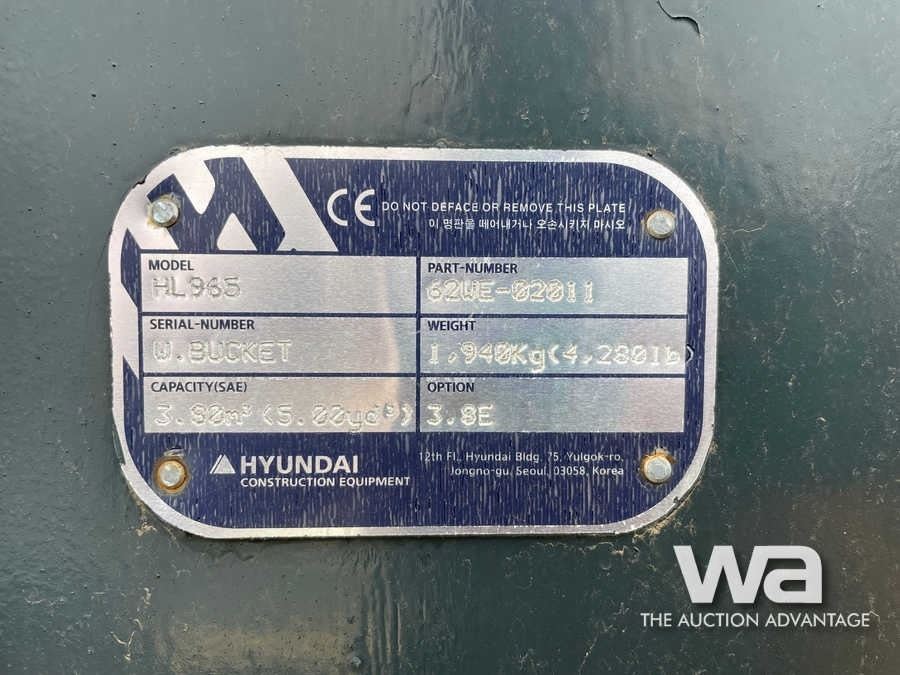 CE DO NOT DEFACE OR REMOVE THIS PLATE
이 명판을 떼어내거나 오손시키지 마시오
MODEL
HL965
PART-NUMBER
62WE-02011
SERIAL-NUMBER
W.BUCKET
WEIGHT
1,940Kg(4,280lb)
CAPACITY(SAE)
3.80m³(5.00yd³)
OPTION
3.8E
HYUNDAI
CONSTRUCTION EQUIPMENT
12th Fl., Hyundai Bldg. 75, Yulgok-ro,
Jongno-gu, Seoul, 03058, Korea
wa
THE AUCTION ADVANTAGE